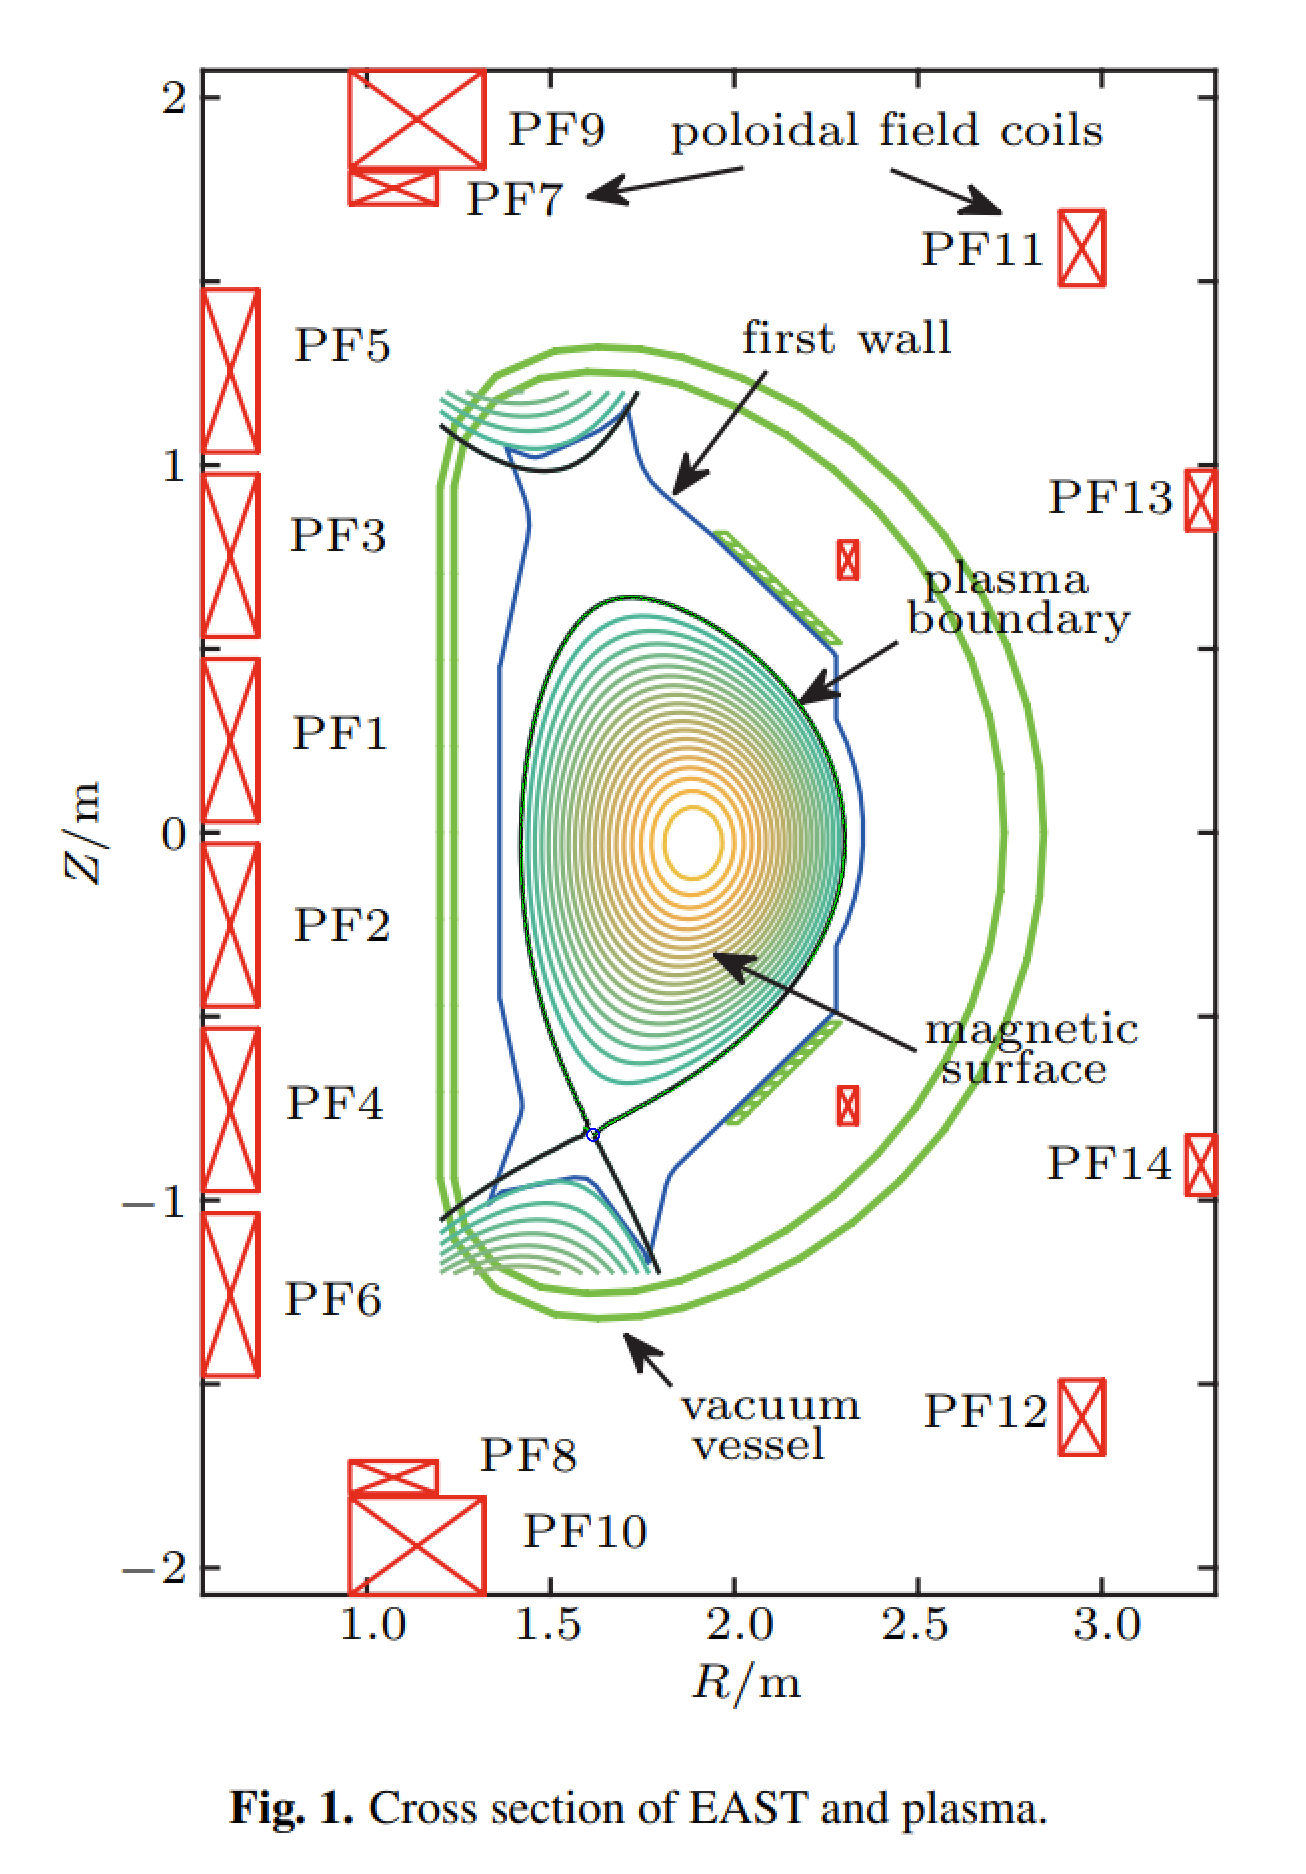 2
PF9
poloidal field coils
PF7
PF11
PF5
first wall
1
PF13
PF3
plasma
boundary
PF1
Z/m
0
PF2
magnetic
surface
PF4
PF14
−1
PF6
vacuum
vessel
PF12
PF8
PF10
−2
1.0 1.5 2.0 2.5 3.0
R/m
Fig. 1. Cross section of EAST and plasma.